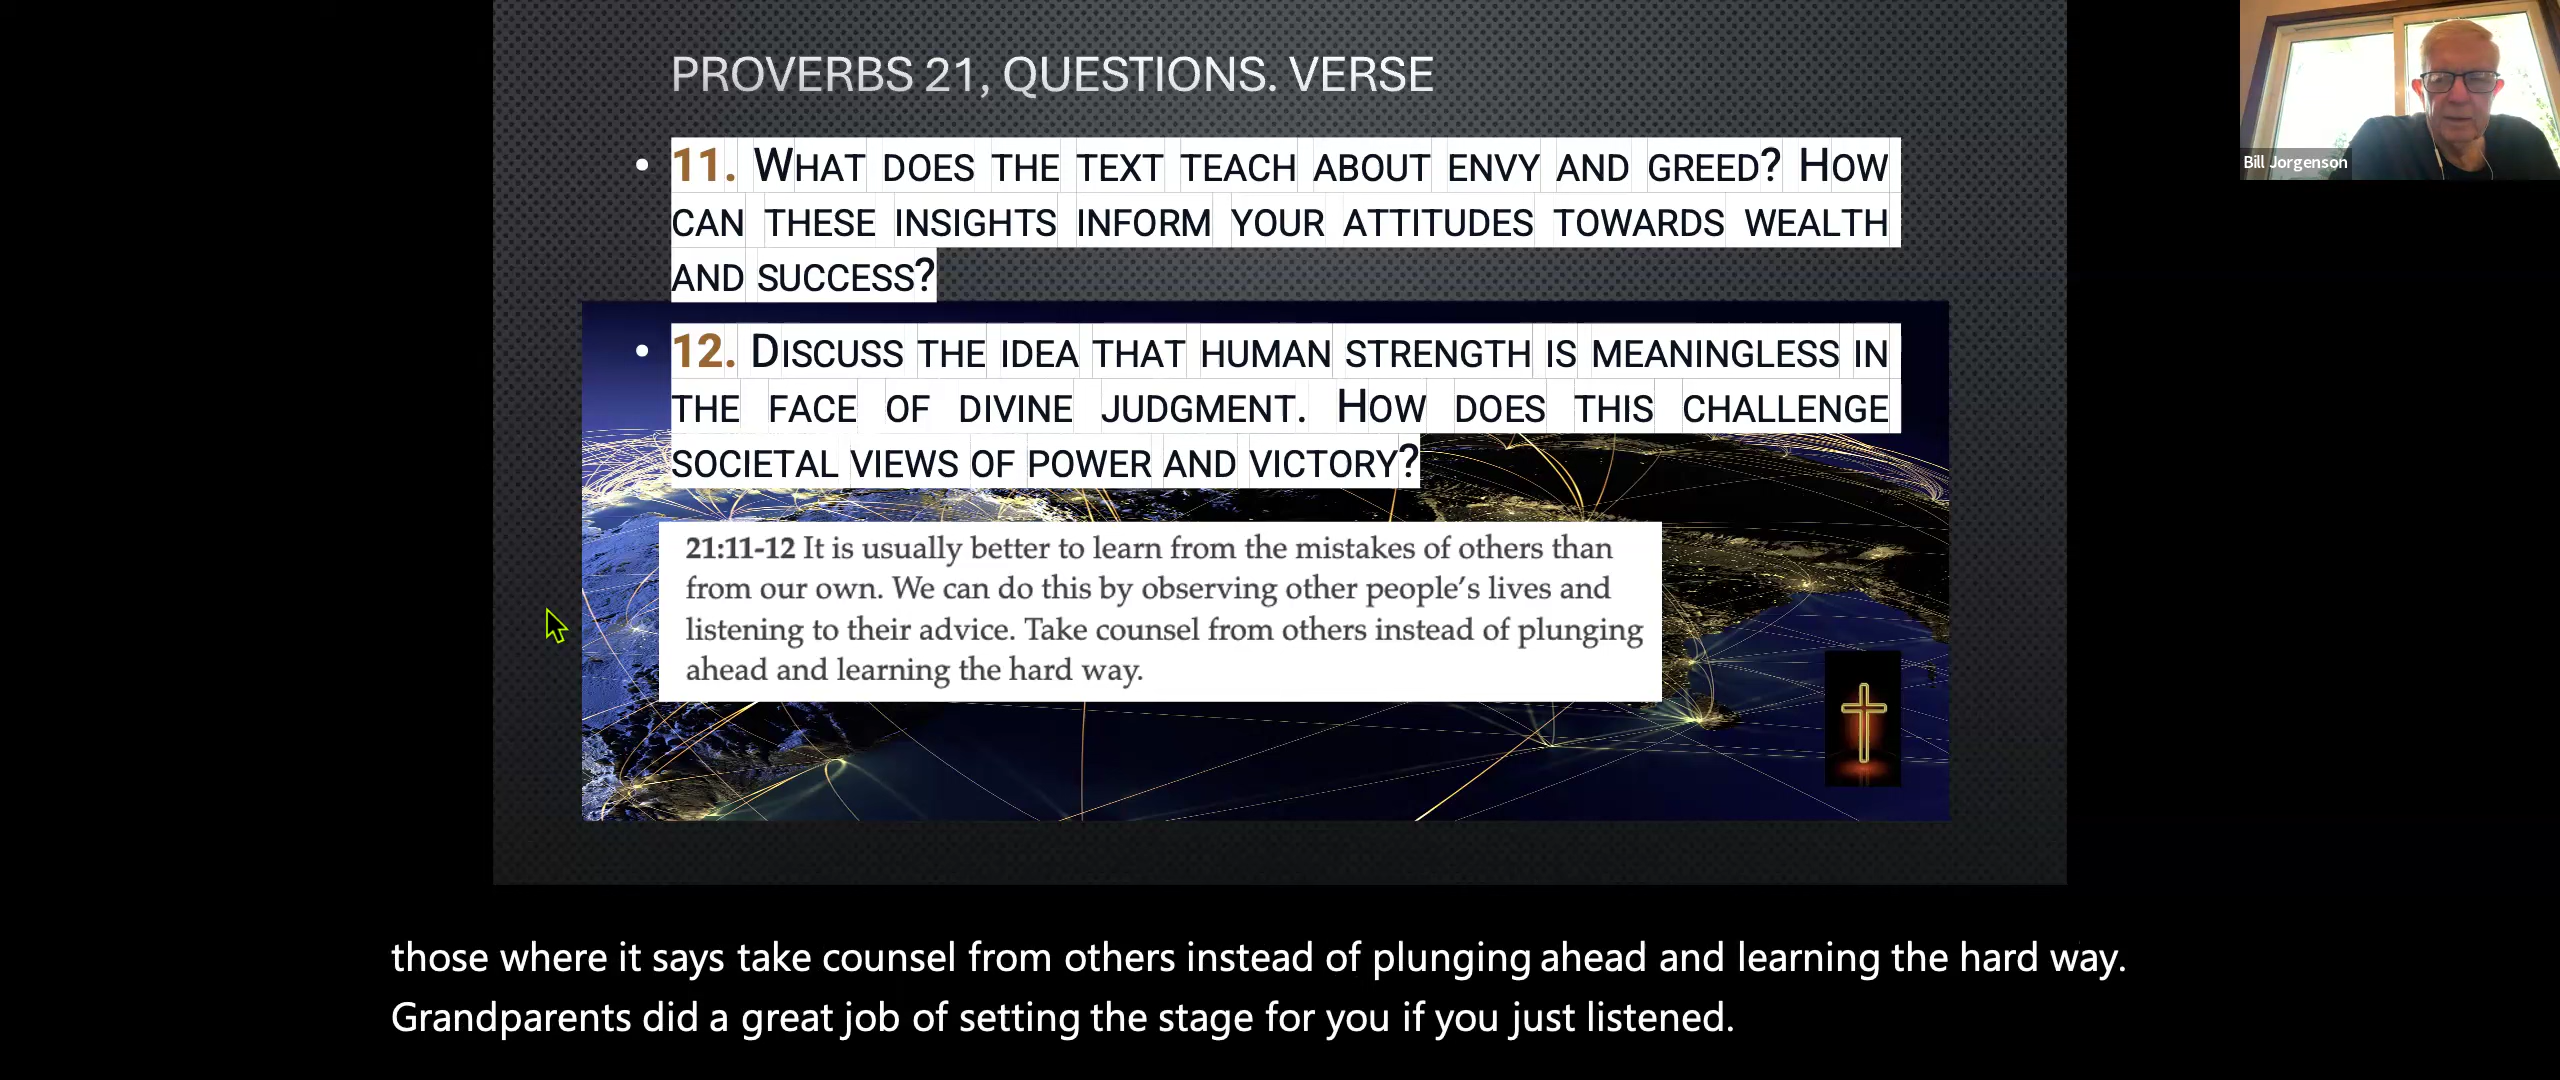 PROVERBS 21, QUESTIONS. VERSE
Bill Jorgenson
• 11. WHAT DOES THE TEXT TEACH ABOUT ENVY AND GREED? HOW
CAN THESE INSIGHTS INFORM YOUR ATTITUDES TOWARDS WEALTH
AND SUCCESS?
• 12. DISCUSS THE IDEA THAT HUMAN STRENGTH IS MEANINGLESS IN
THE FACE OF DIVINE JUDGMENT. HOW DOES THIS CHALLENGE
SOCIETAL VIEWS OF POWER AND VICTORY?
21:11-12 It is usually better to learn from the mistakes of others than
from our own. We can do this by observing other people’s lives and
listening to their advice. Take counsel from others instead of plunging
ahead and learning the hard way.
those where it says take counsel from others instead of plunging ahead and learning the hard way.
Grandparents did a great job of setting the stage for you if you just listened.